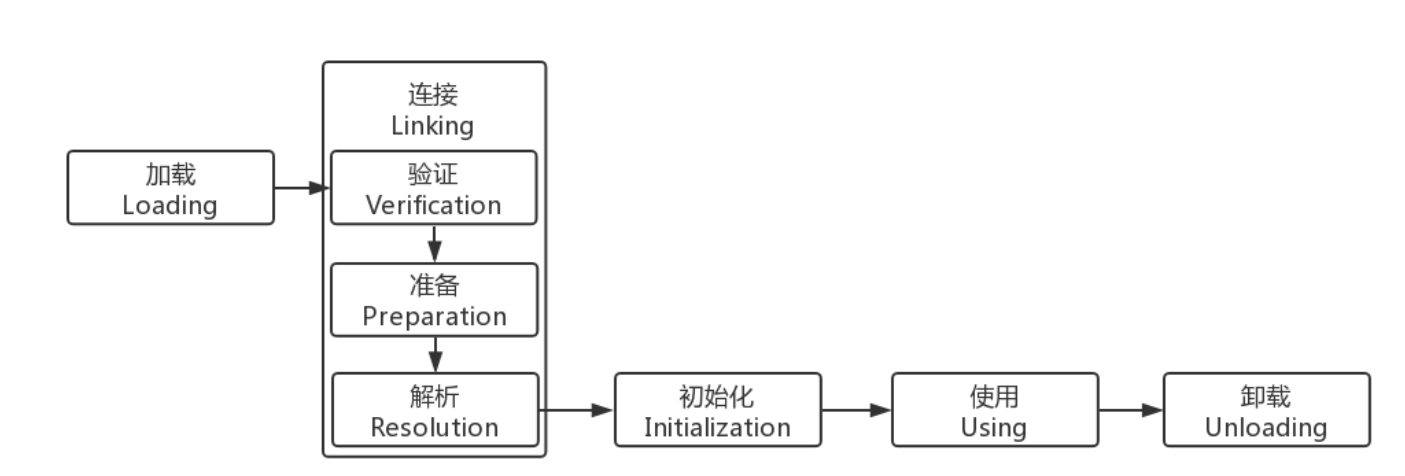 连接
Linking
加载
Loading
验证
Verification
准备
Preparation
解析
Resolution
初始化
Initialization
使用
Using
卸载
Unloading